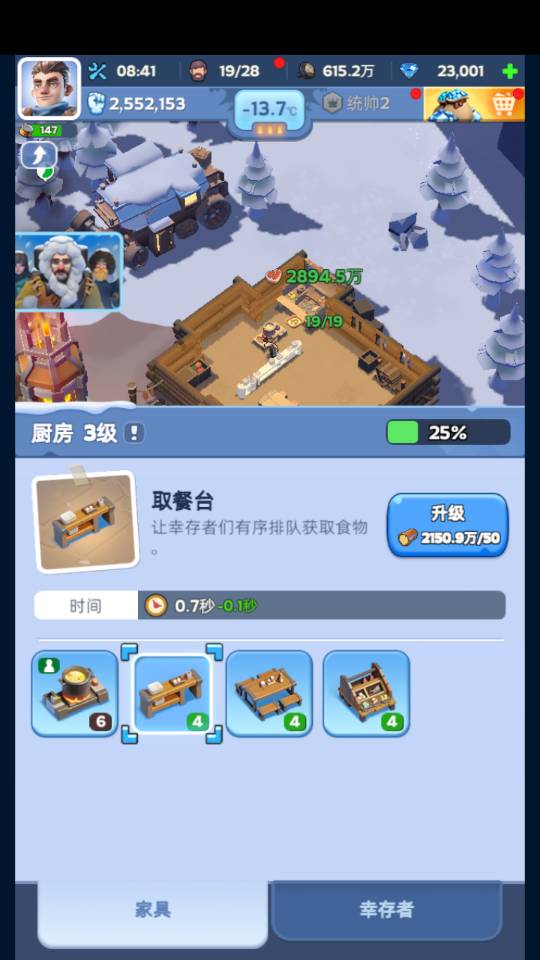 08:41 19/28 615.2万 23,001
2,552,153 -13.7℃ 统帅2
147
2894.5万
19/19
厨房 3级 ! 25%
取餐台
让幸存者们有序排队获取食物
。
升级
2150.9万/50
时间 0.7秒-0.1秒
6 4 4 4
家具 幸存者